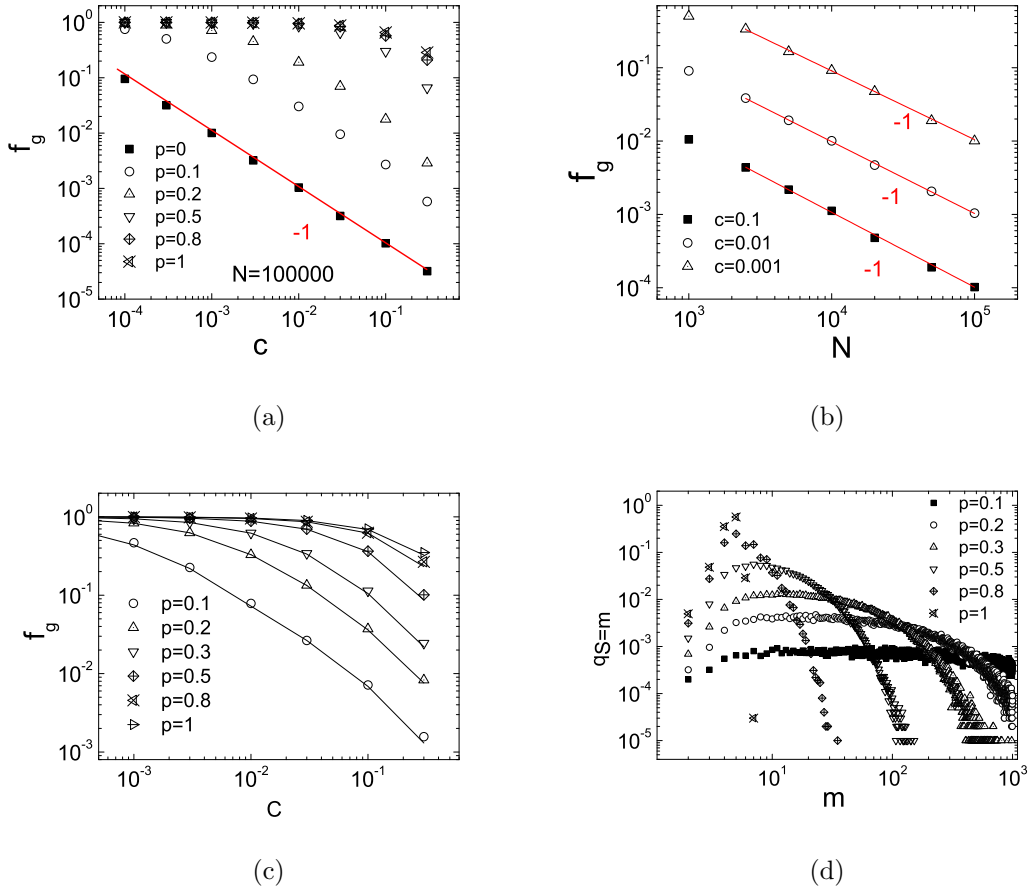 10^0
10^-1
10^-2
10^-3
10^-4
10^-5
f_g
p=0
p=0.1
p=0.2
p=0.5
p=0.8
p=1
-1
N=100000
10^-4
10^-3
10^-2
10^-1
c
(a)
10^-1
10^-2
10^-3
10^-4
f_g
-1
-1
-1
c=0.1
c=0.01
c=0.001
10^3
10^4
10^5
N
(b)
10^0
10^-1
10^-2
10^-3
f_g
p=0.1
p=0.2
p=0.3
p=0.5
p=0.8
p=1
10^-3
10^-2
10^-1
c
(c)
10^0
10^-1
10^-2
10^-3
10^-4
10^-5
q_S=m
p=0.1
p=0.2
p=0.3
p=0.5
p=0.8
p=1
10^1
10^2
10^3
m
(d)